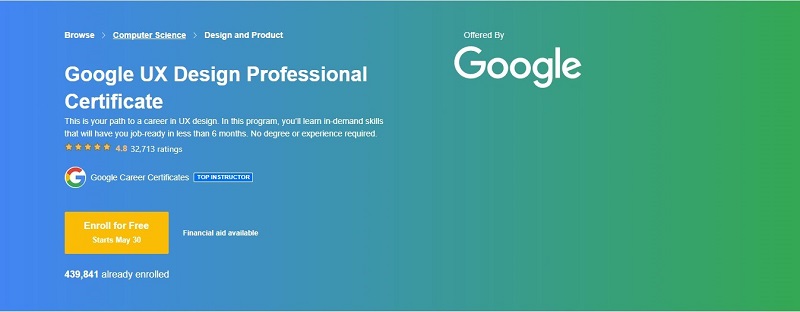 Browse > Computer Science > Design and Product
Offered By
Google
Google UX Design Professional
Certificate
This is your path to a career in UX design. In this program, you'll learn in-demand skills
that will have you job-ready in less than 6 months. No degree or experience required.
4.8 32,713 ratings
Google Career Certificates TOP INSTRUCTOR
Enroll for Free
Starts May 30
Financial aid available
439,841 already enrolled